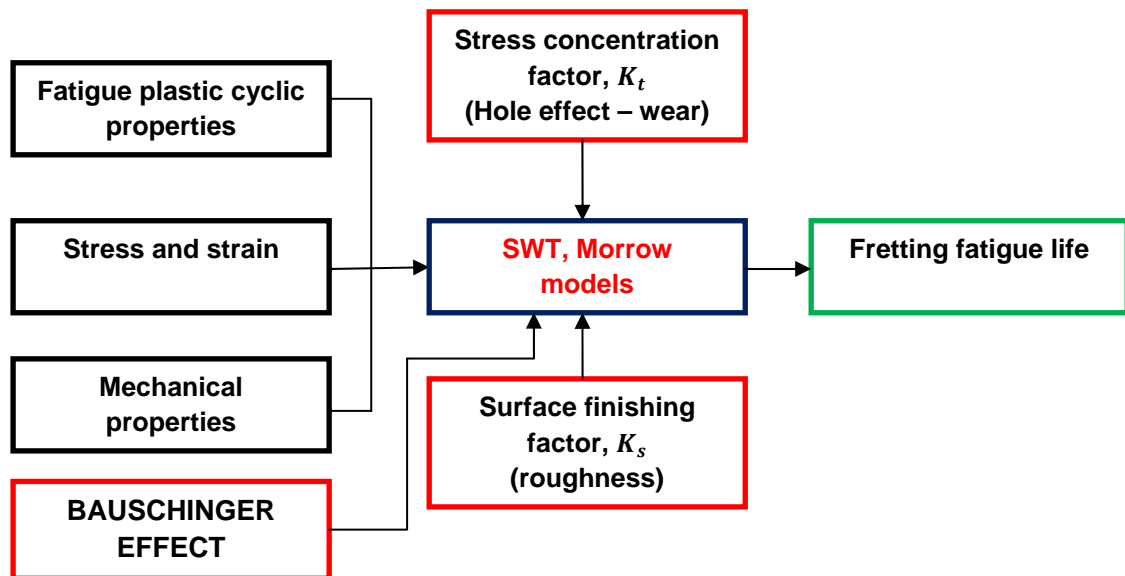 Stress concentration
factor, K_t
(Hole effect – wear)
Fatigue plastic cyclic
properties
Stress and strain
SWT, Morrow
models
Fretting fatigue life
Mechanical
properties
Surface finishing
factor, K_s
(roughness)
BAUSCHINGER
EFFECT